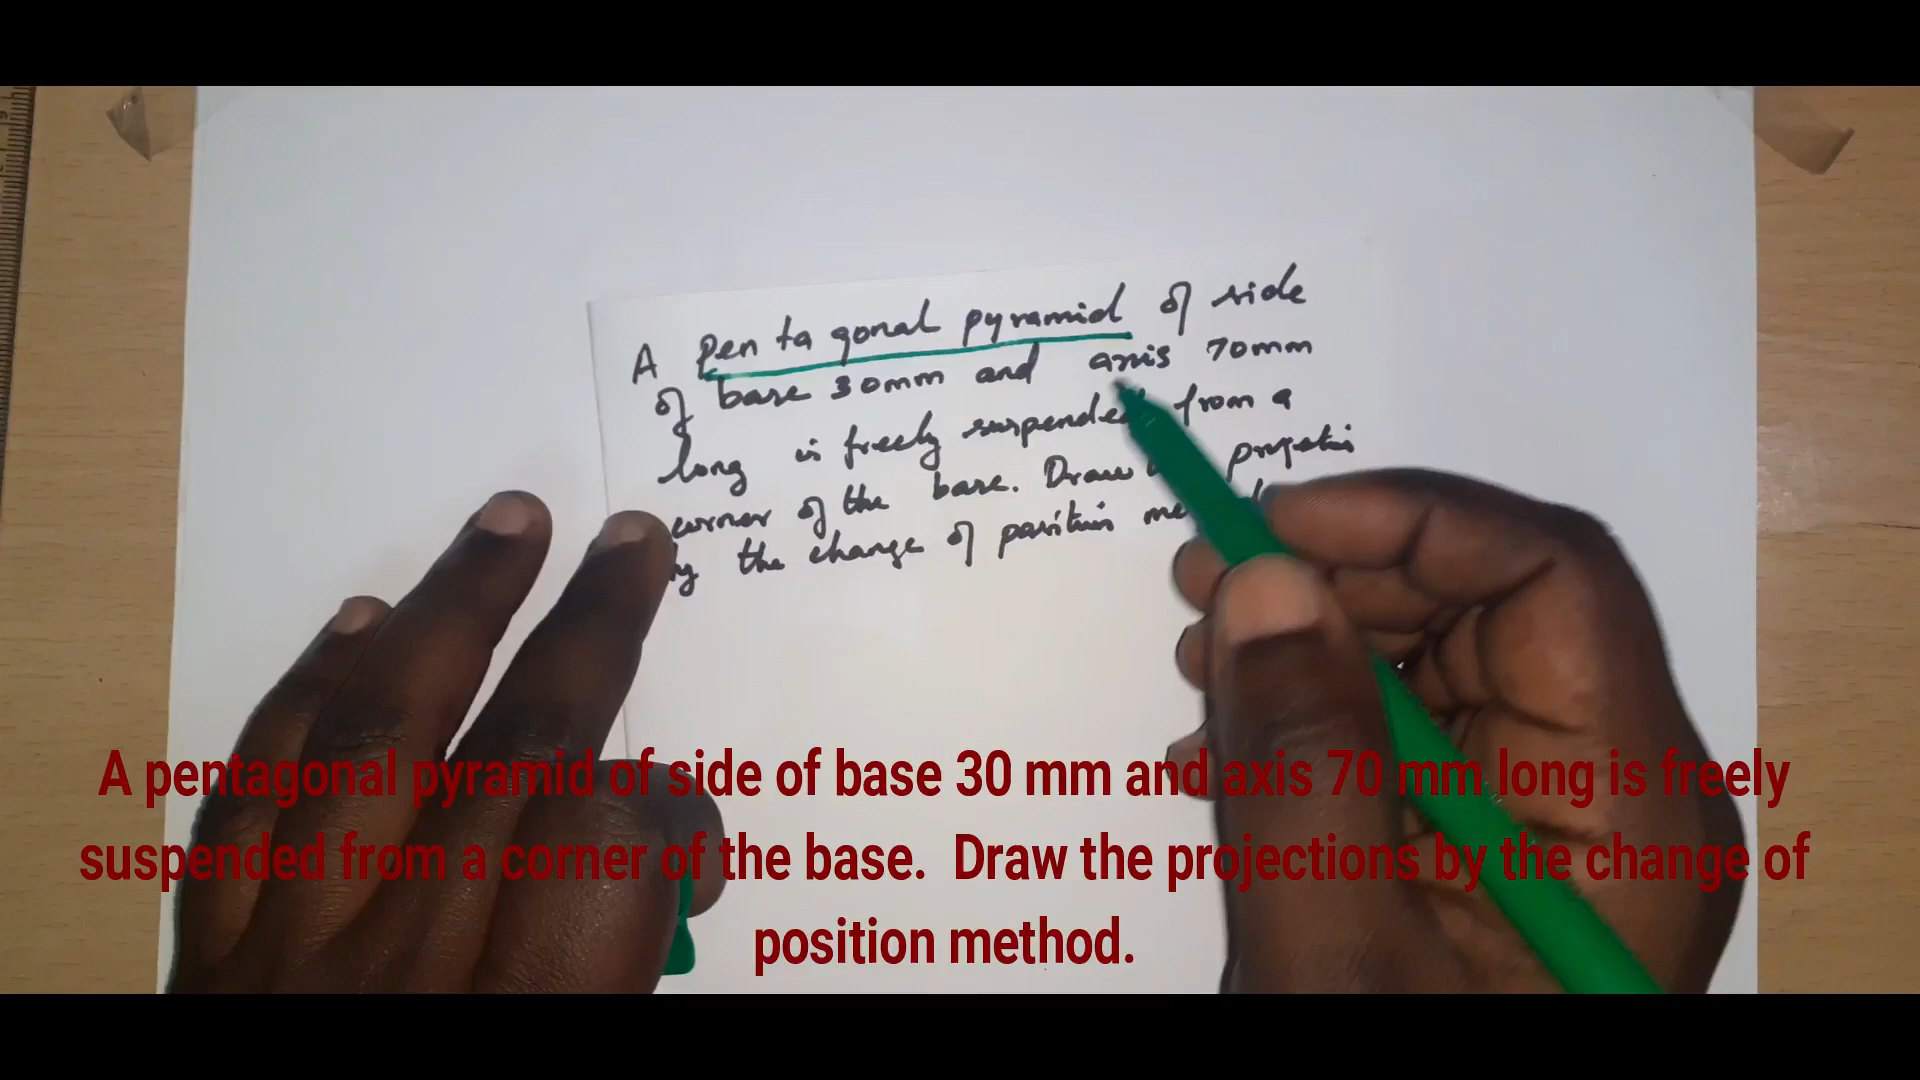 A Pentagonal pyramid of side
of base 30mm and axis 70mm
long is freely suspended from a
corner of the base. Draw
by the change of position
A pentagonal pyramid of side of base 30 mm and axis 70 mm long is freely
suspended from a corner of the base. Draw the projections by the change of
position method.